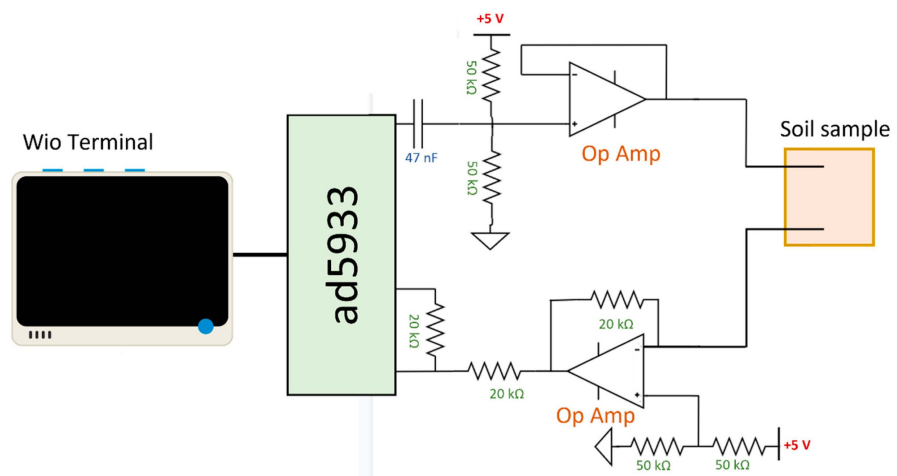 +5 V
50 kΩ
Wio Terminal
47 nF
Op Amp
Soil sample
50 kΩ
ad5933
20 kΩ
20 kΩ
20 kΩ
Op Amp
+5 V
50 kΩ
50 kΩ